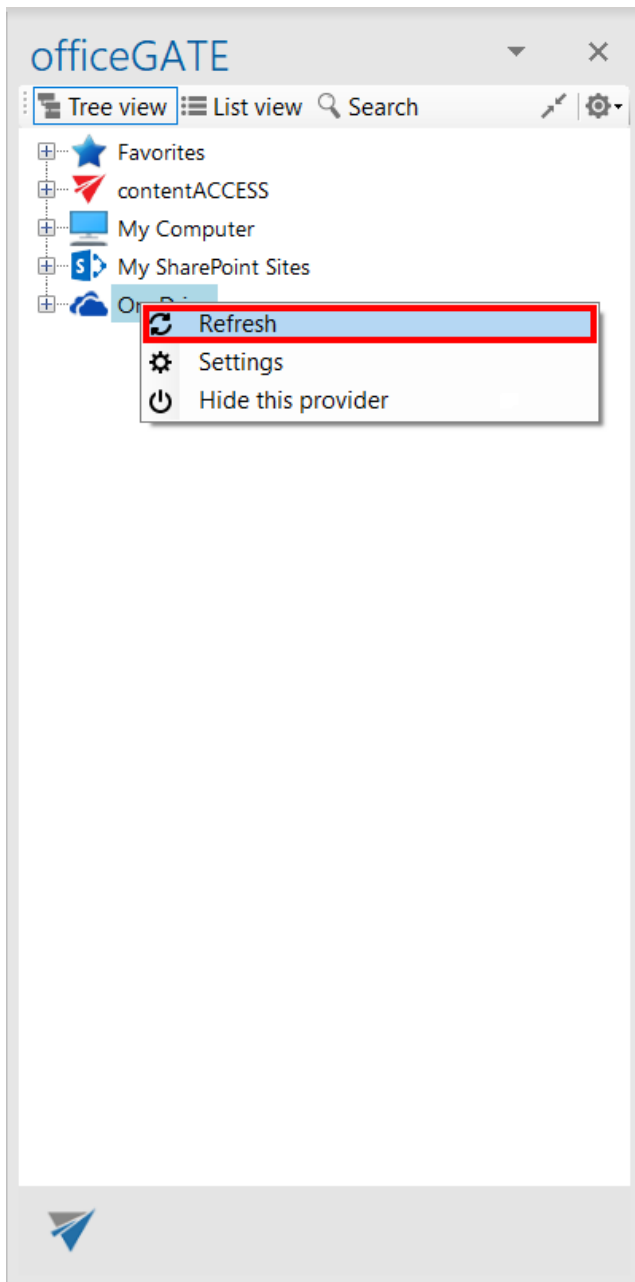 officeGATE
Tree view List view Search
Favorites
contentACCESS
My Computer
My SharePoint Sites
Refresh
Settings
Hide this provider